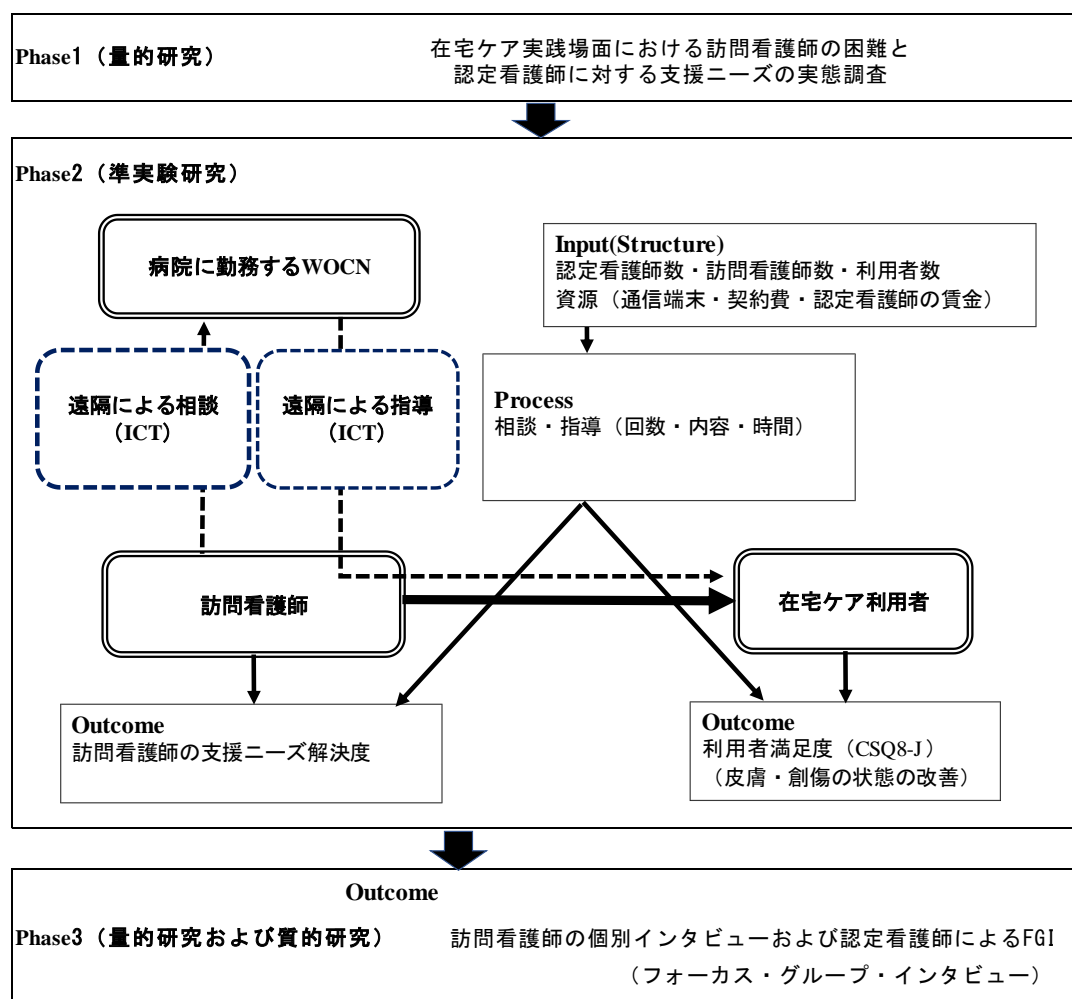 Phase1（量的研究） 在宅ケア実践場面における訪問看護師の困難と
認定看護師に対する支援ニーズの実態調査
Phase2（準実験研究）
病院に勤務するWOCN
Input(Structure)
認定看護師数・訪問看護師数・利用者数
資源（通信端末・契約費・認定看護師の賃金）
遠隔による相談
（ICT）
遠隔による指導
（ICT）
Process
相談・指導（回数・内容・時間）
訪問看護師
在宅ケア利用者
Outcome
訪問看護師の支援ニーズ解決度
Outcome
利用者満足度（CSQ8-J）
（皮膚・創傷の状態の改善）
Outcome
Phase3（量的研究および質的研究） 訪問看護師の個別インタビューおよび認定看護師によるFGI
（フォーカス・グループ・インタビュー）